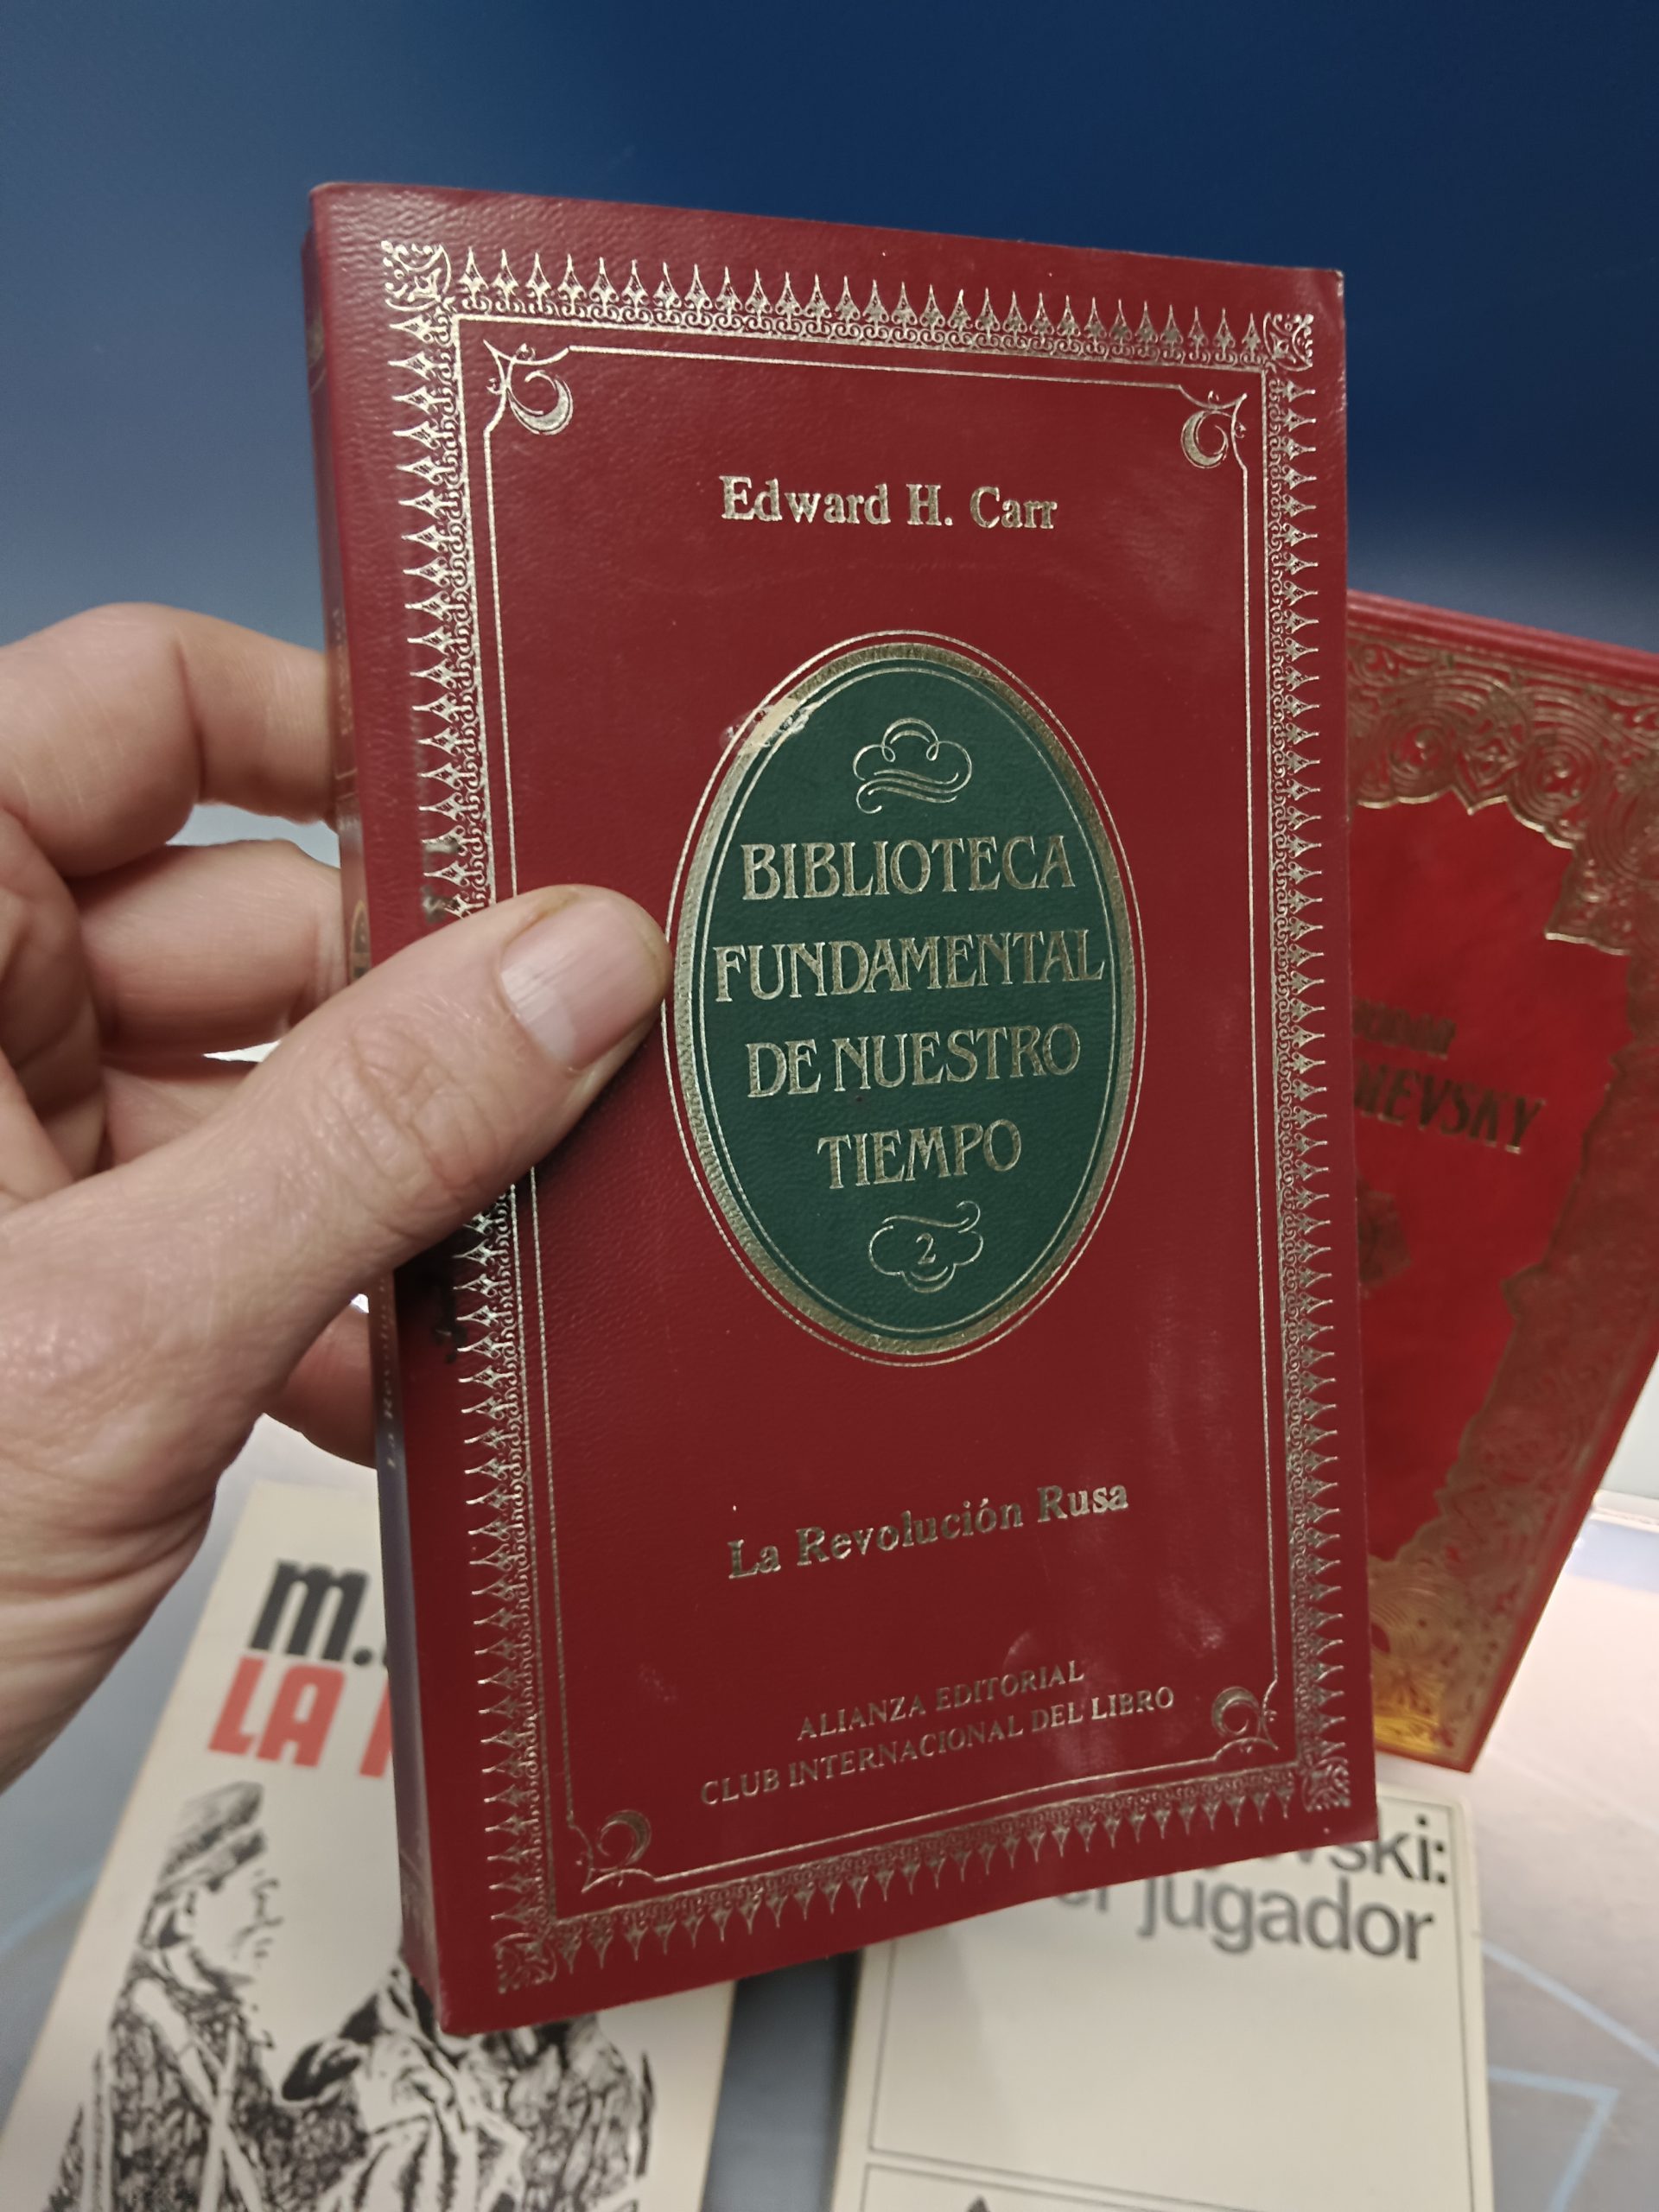 Edward H. Carr
BIBLIOTECA
FUNDAMENTAL
DE NUESTRO
TIEMPO
2
La Revolución Rusa
ALIANZA EDITORIAL
CLUB INTERNACIONAL DEL LIBRO
m.
LA
el jugador